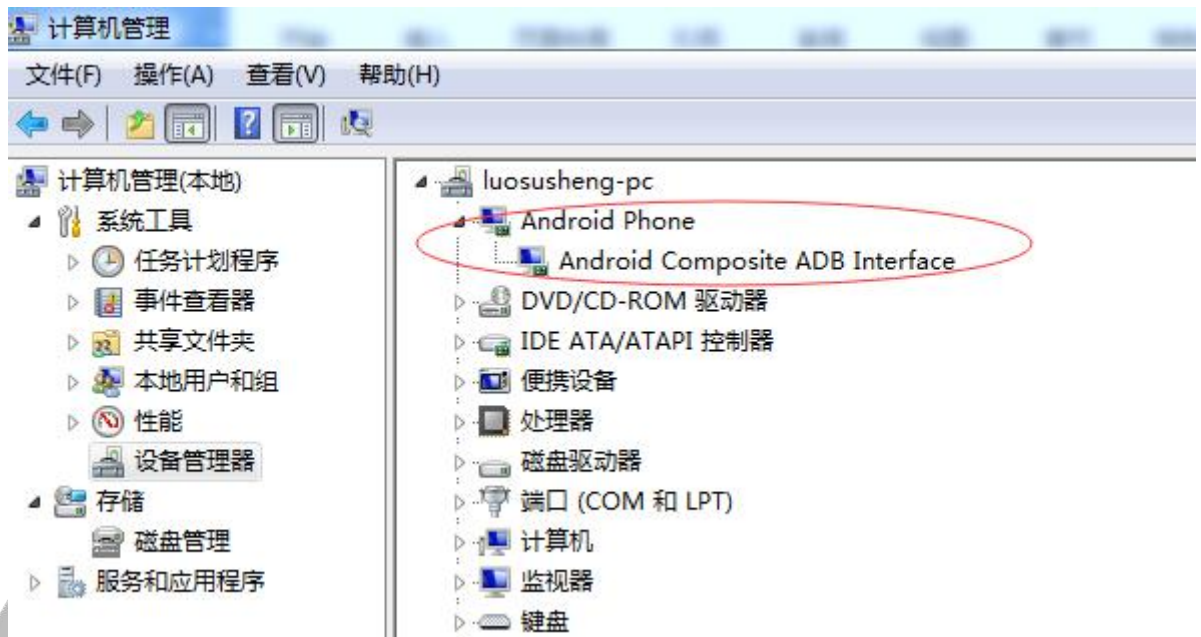 计算机管理
文件(F) 操作(A) 查看(V) 帮助(H)
计算机管理(本地)
系统工具
任务计划程序
事件查看器
共享文件夹
本地用户和组
性能
设备管理器
存储
磁盘管理
服务和应用程序
luosusheng-pc
Android Phone
Android Composite ADB Interface
DVD/CD-ROM 驱动器
IDE ATA/ATAPI 控制器
便携设备
处理器
磁盘驱动器
端口 (COM 和 LPT)
计算机
监视器
键盘